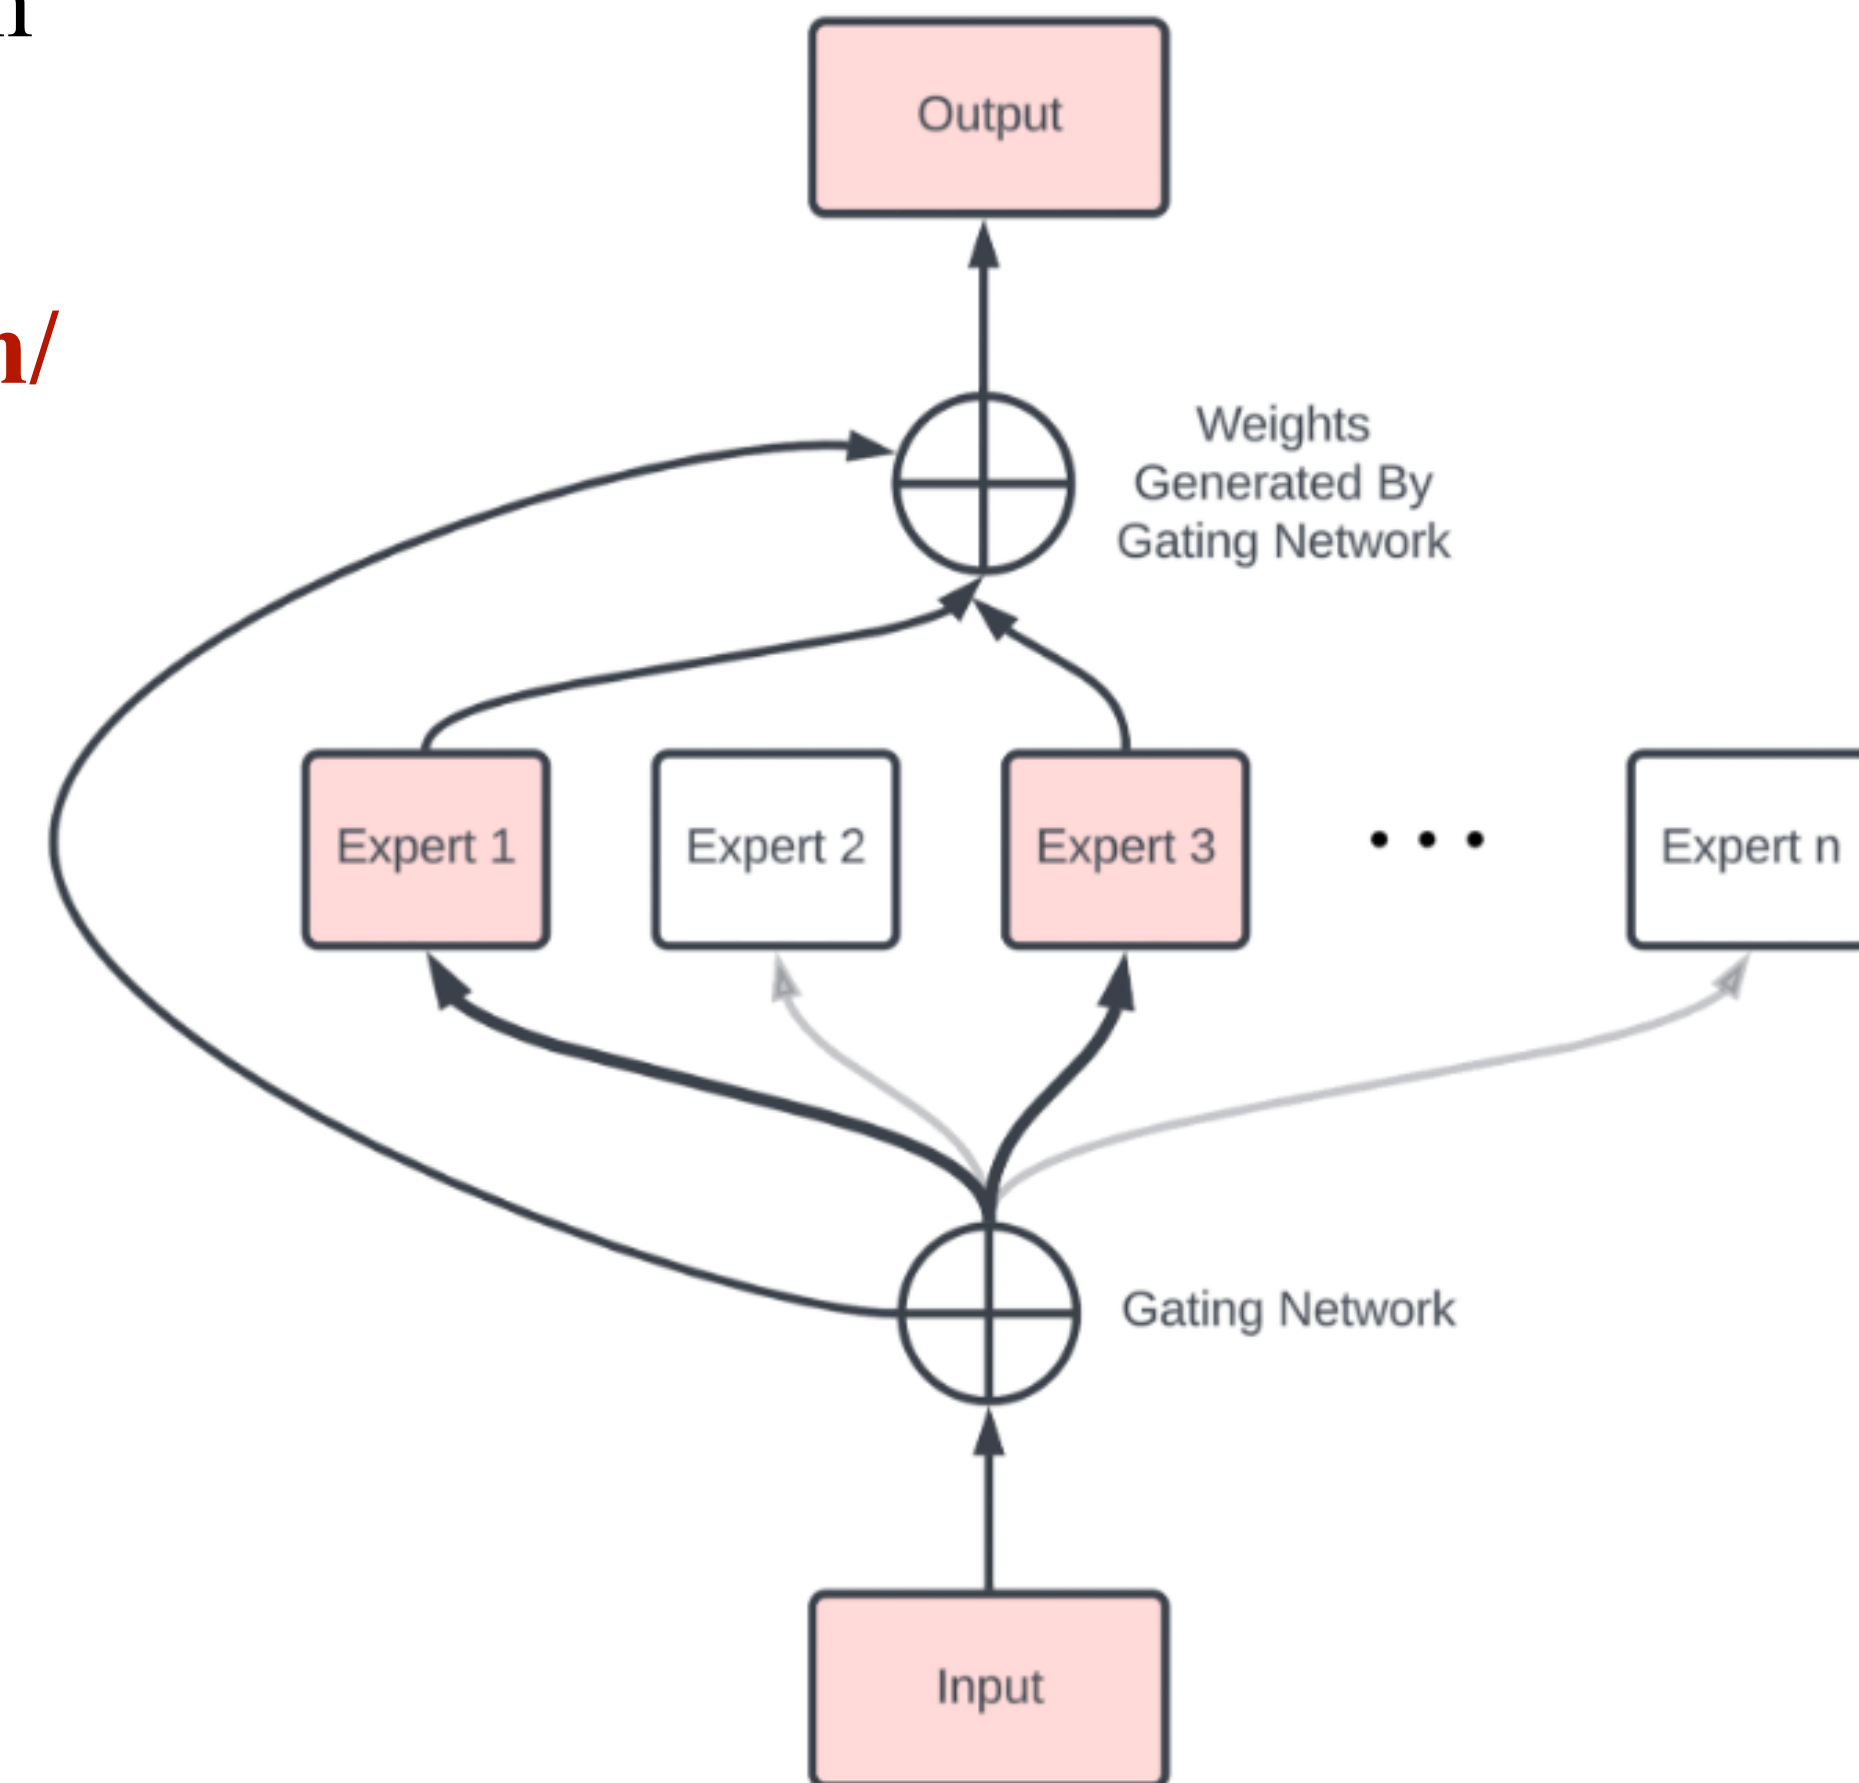 n/
Output
Weights
Generated By
Gating Network
Expert 1
Expert 2
Expert 3
• • •
Expert n
Gating Network
Input